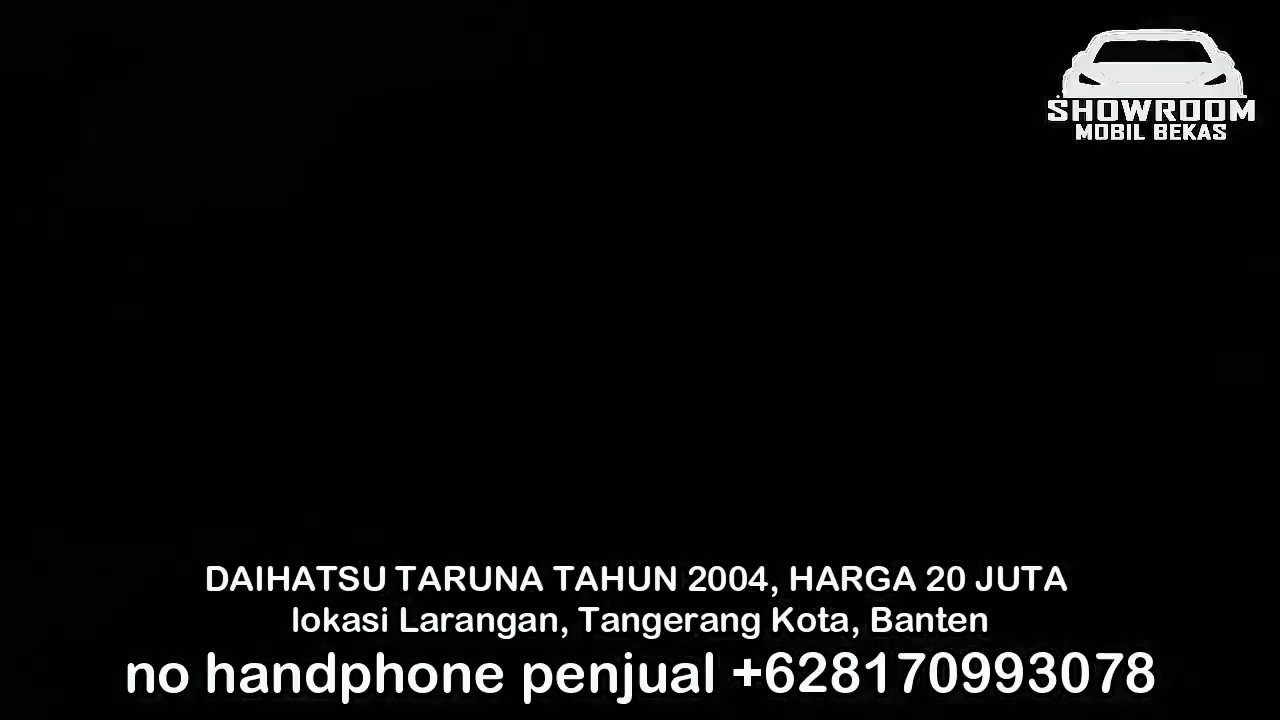 SHOWROOM
MOBIL BEKAS
DAIHATSU TARUNA TAHUN 2004, HARGA 20 JUTA
lokasi Larangan, Tangerang Kota, Banten
no handphone penjual +628170993078